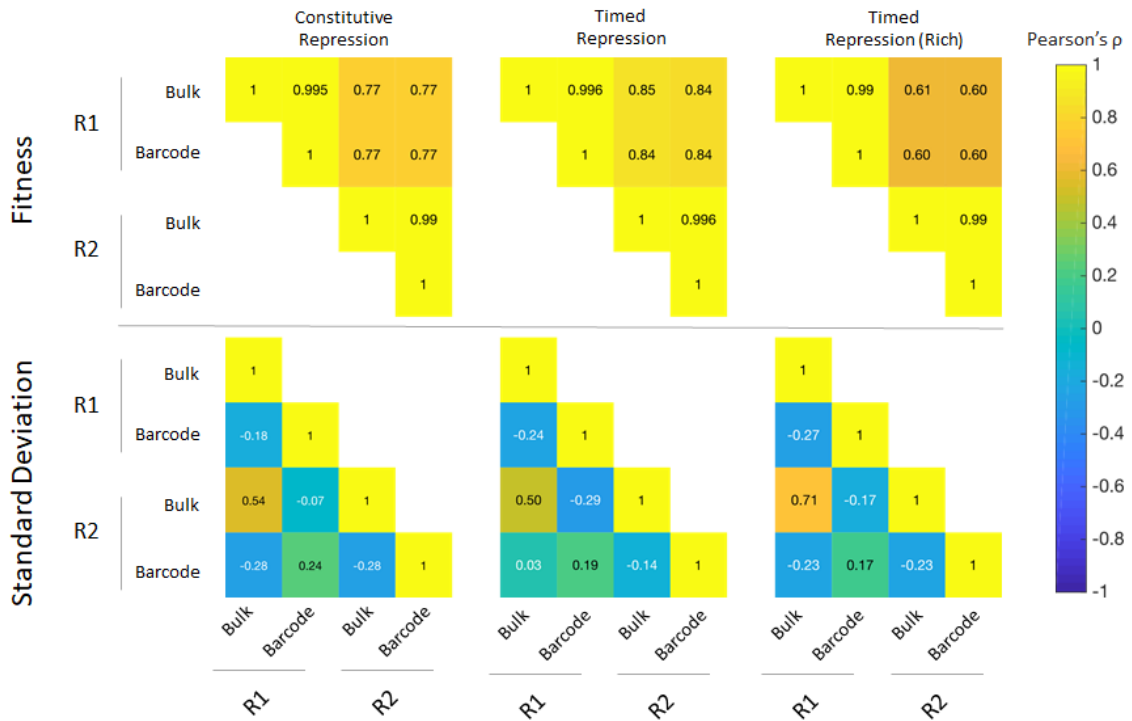 Constitutive
Repression
Timed
Repression
Timed
Repression (Rich)
Pearson's ρ
Fitness
R1
Bulk
1 0.995 0.77 0.77
1 0.996 0.85 0.84
1 0.99 0.61 0.60
Barcode
1 0.77 0.77
1 0.84 0.84
1 0.60 0.60
R2
Bulk
1 0.99
1 0.996
1 0.99
Barcode
1
1
1
Standard Deviation
R1
Bulk
1
1
1
Barcode
-0.18 1
-0.24 1
-0.27 1
R2
Bulk
0.54 -0.07 1
0.50 -0.29 1
0.71 -0.17 1
Barcode
-0.28 0.24 -0.28 1
0.03 0.19 -0.14 1
-0.23 0.17 -0.23 1
Bulk Barcode Bulk Barcode
R1 R2
Bulk Barcode Bulk Barcode
R1 R2
Bulk Barcode Bulk Barcode
R1 R2
1
0.8
0.6
0.4
0.2
0
-0.2
-0.4
-0.6
-0.8
-1